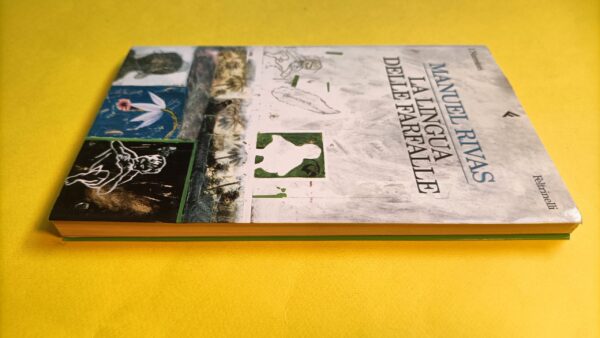 MANUEL RIVAS
LA LINGUA
DELLE FARFALLE
Feltrinelli